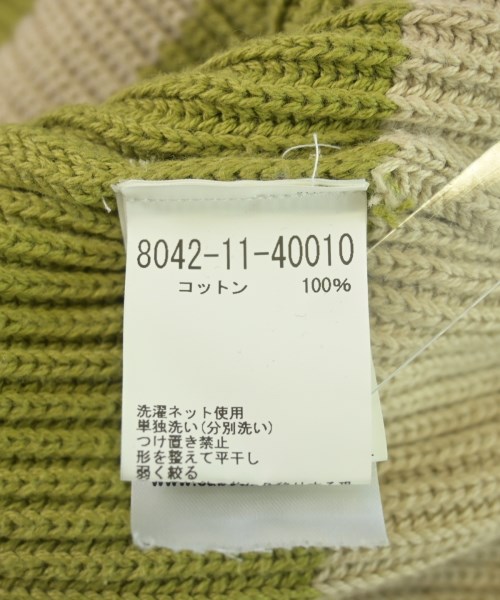 8042-11-40010
コットン 100%
洗濯ネット使用
単独洗い(分別洗い)
つけ置き禁止
形を整えて平干し
弱く絞る